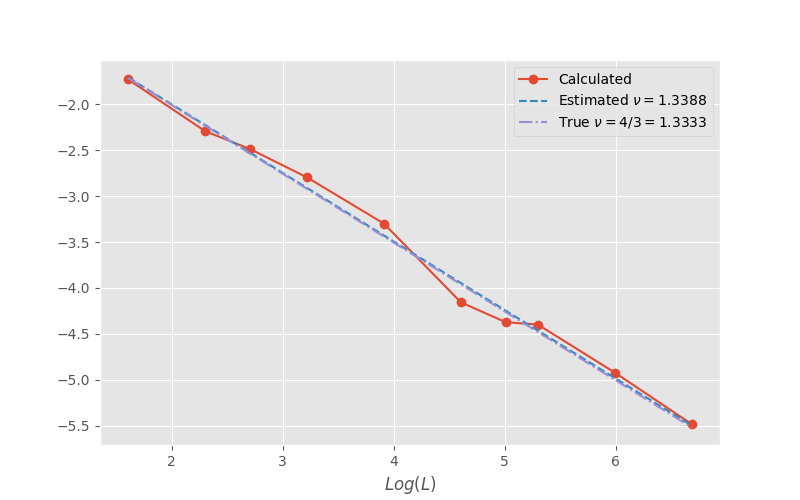 Calculated
Estimated ν = 1.3388
True ν = 4/3 = 1.3333
−2.0
−2.5
−3.0
−3.5
−4.0
−4.5
−5.0
−5.5
2 3 4 5 6
Log(L)